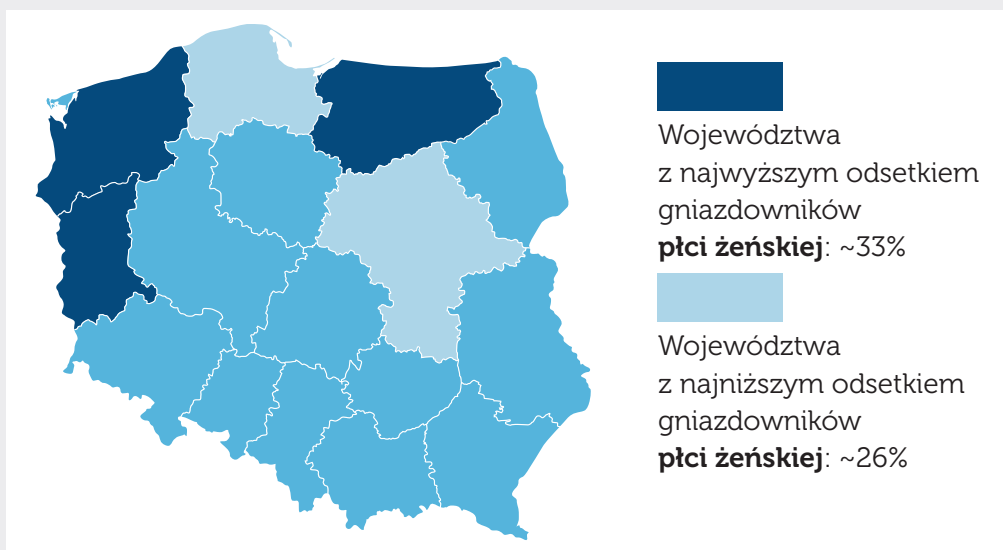 Województwa
z najwyższym odsetkiem
gniazdowników
płci żeńskiej: ~33%
Województwa
z najniższym odsetkiem
gniazdowników
płci żeńskiej: ~26%